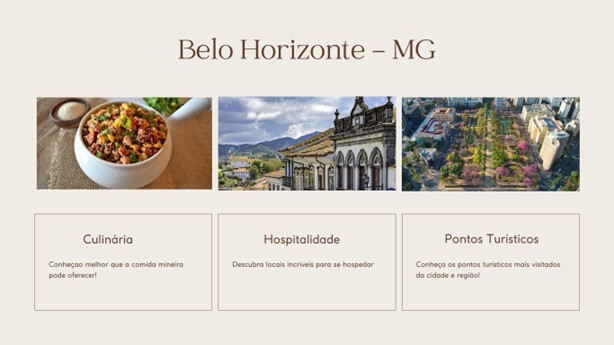 Belo Horizonte – MG
Culinária
Conheçao melhor que a comida mineira
pode oferecer!
Hospitalidade
Descubra locais incríveis para se hospedar
Pontos Turísticos
Conheça os pontos turísticos mais visitados
da cidade e região!